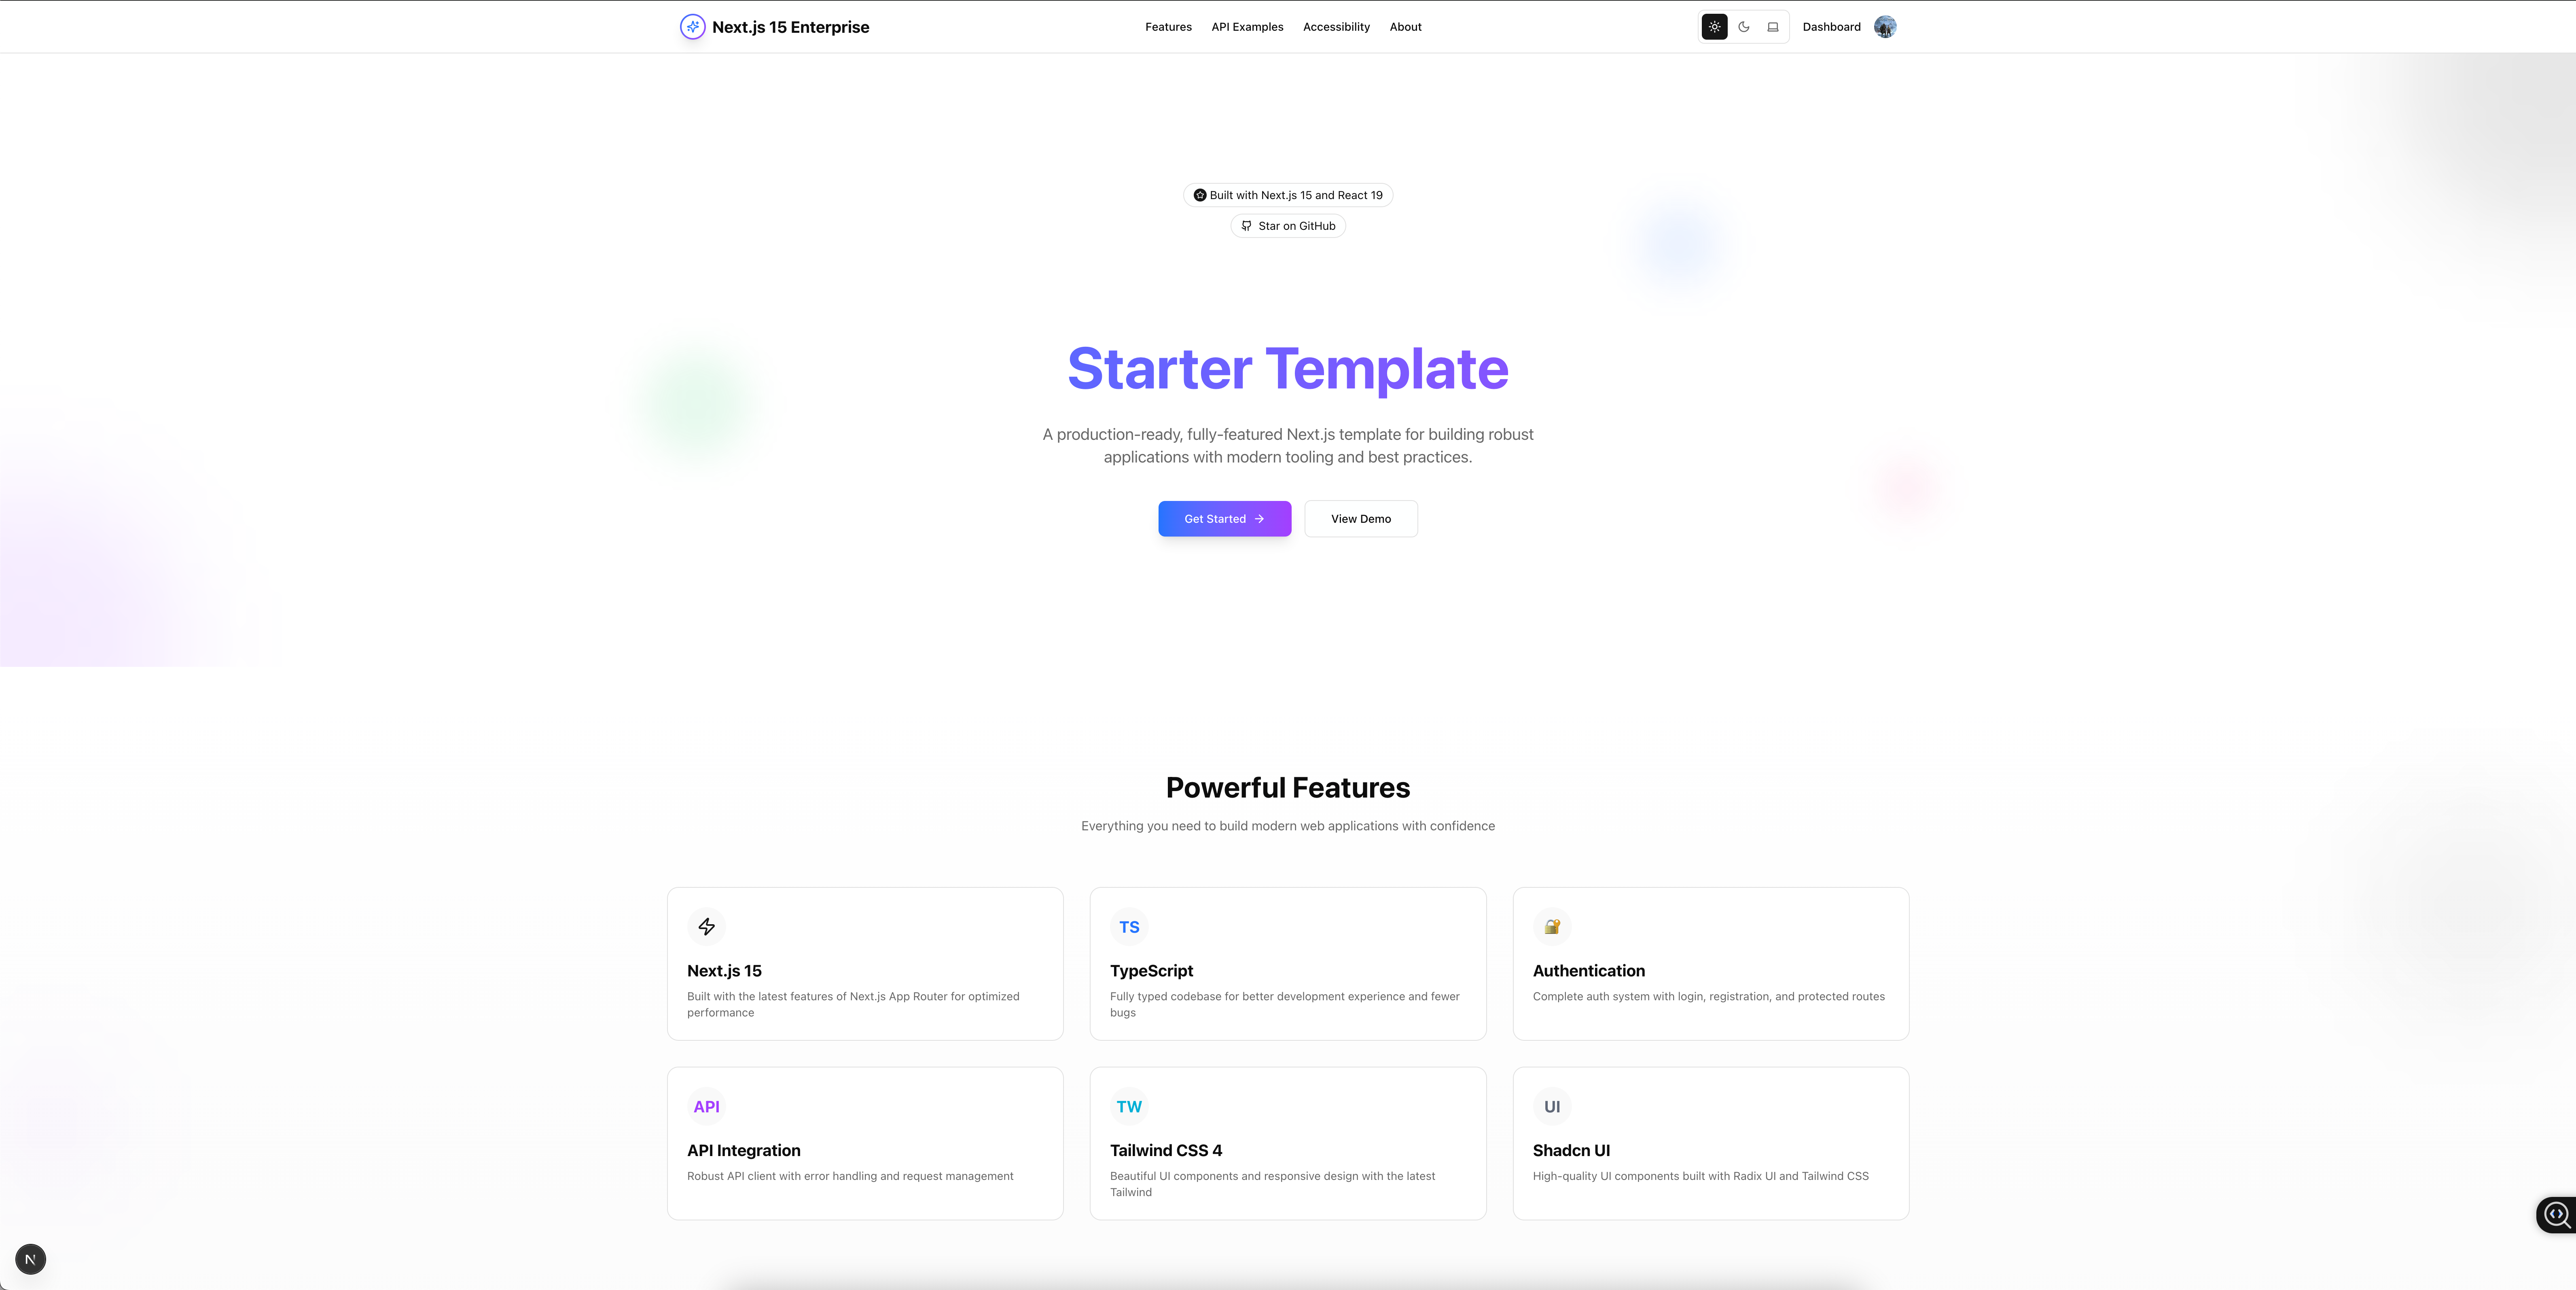 Next.js 15 Enterprise
Features
API Examples
Accessibility
About
Dashboard
Built with Next.js 15 and React 19
Star on GitHub
Starter Template
A production-ready, fully-featured Next.js template for building robust
applications with modern tooling and best practices.
Get Started
View Demo
Powerful Features
Everything you need to build modern web applications with confidence
Next.js 15
Built with the latest features of Next.js App Router for optimized
performance
TS
TypeScript
Fully typed codebase for better development experience and fewer
bugs
Authentication
Complete auth system with login, registration, and protected routes
API
API Integration
Robust API client with error handling and request management
TW
Tailwind CSS 4
Beautiful UI components and responsive design with the latest
Tailwind
UI
Shadcn UI
High-quality UI components built with Radix UI and Tailwind CSS
N